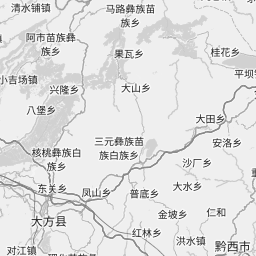 清水铺镇
马路彝族苗
族乡
阿市苗族彝
族乡
果瓦乡
桂花乡
平坝
小吉场镇
兴隆乡
大山乡
八堡乡
大田乡
三元彝族苗
族白族乡
安洛乡
核桃彝族白
族乡
沙厂乡
东关乡
凤山乡
普底乡
大水乡
大方县
金坡乡
仁和
红林乡
洪水镇
黔西市
对江镇